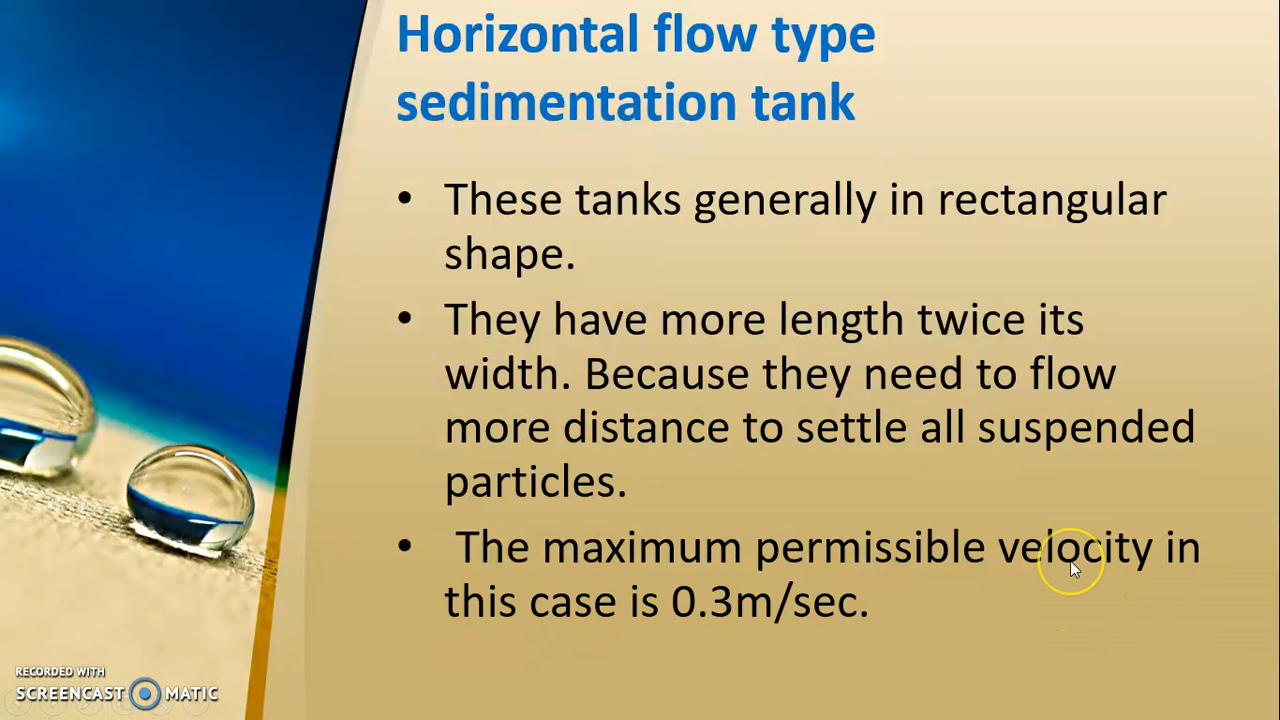 Horizontal flow type
sedimentation tank
• These tanks generally in rectangular
shape.
• They have more length twice its
width. Because they need to flow
more distance to settle all suspended
particles.
• The maximum permissible velocity in
this case is 0.3m/sec.
RECORDED WITH
SCREENCAST MATIC